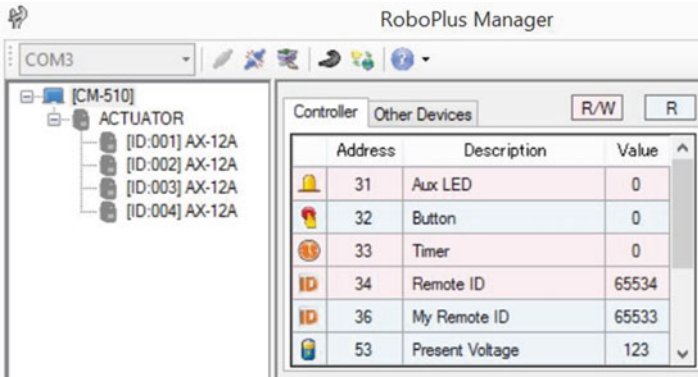 RoboPlus Manager
COM3
[CM-510]
ACTUATOR
[ID:001] AX-12A
[ID:002] AX-12A
[ID:003] AX-12A
[ID:004] AX-12A
Controller Other Devices R/W R
Address Description Value
31 Aux LED 0
32 Button 0
33 Timer 0
ID 34 Remote ID 65534
ID 36 My Remote ID 65533
53 Present Voltage 123